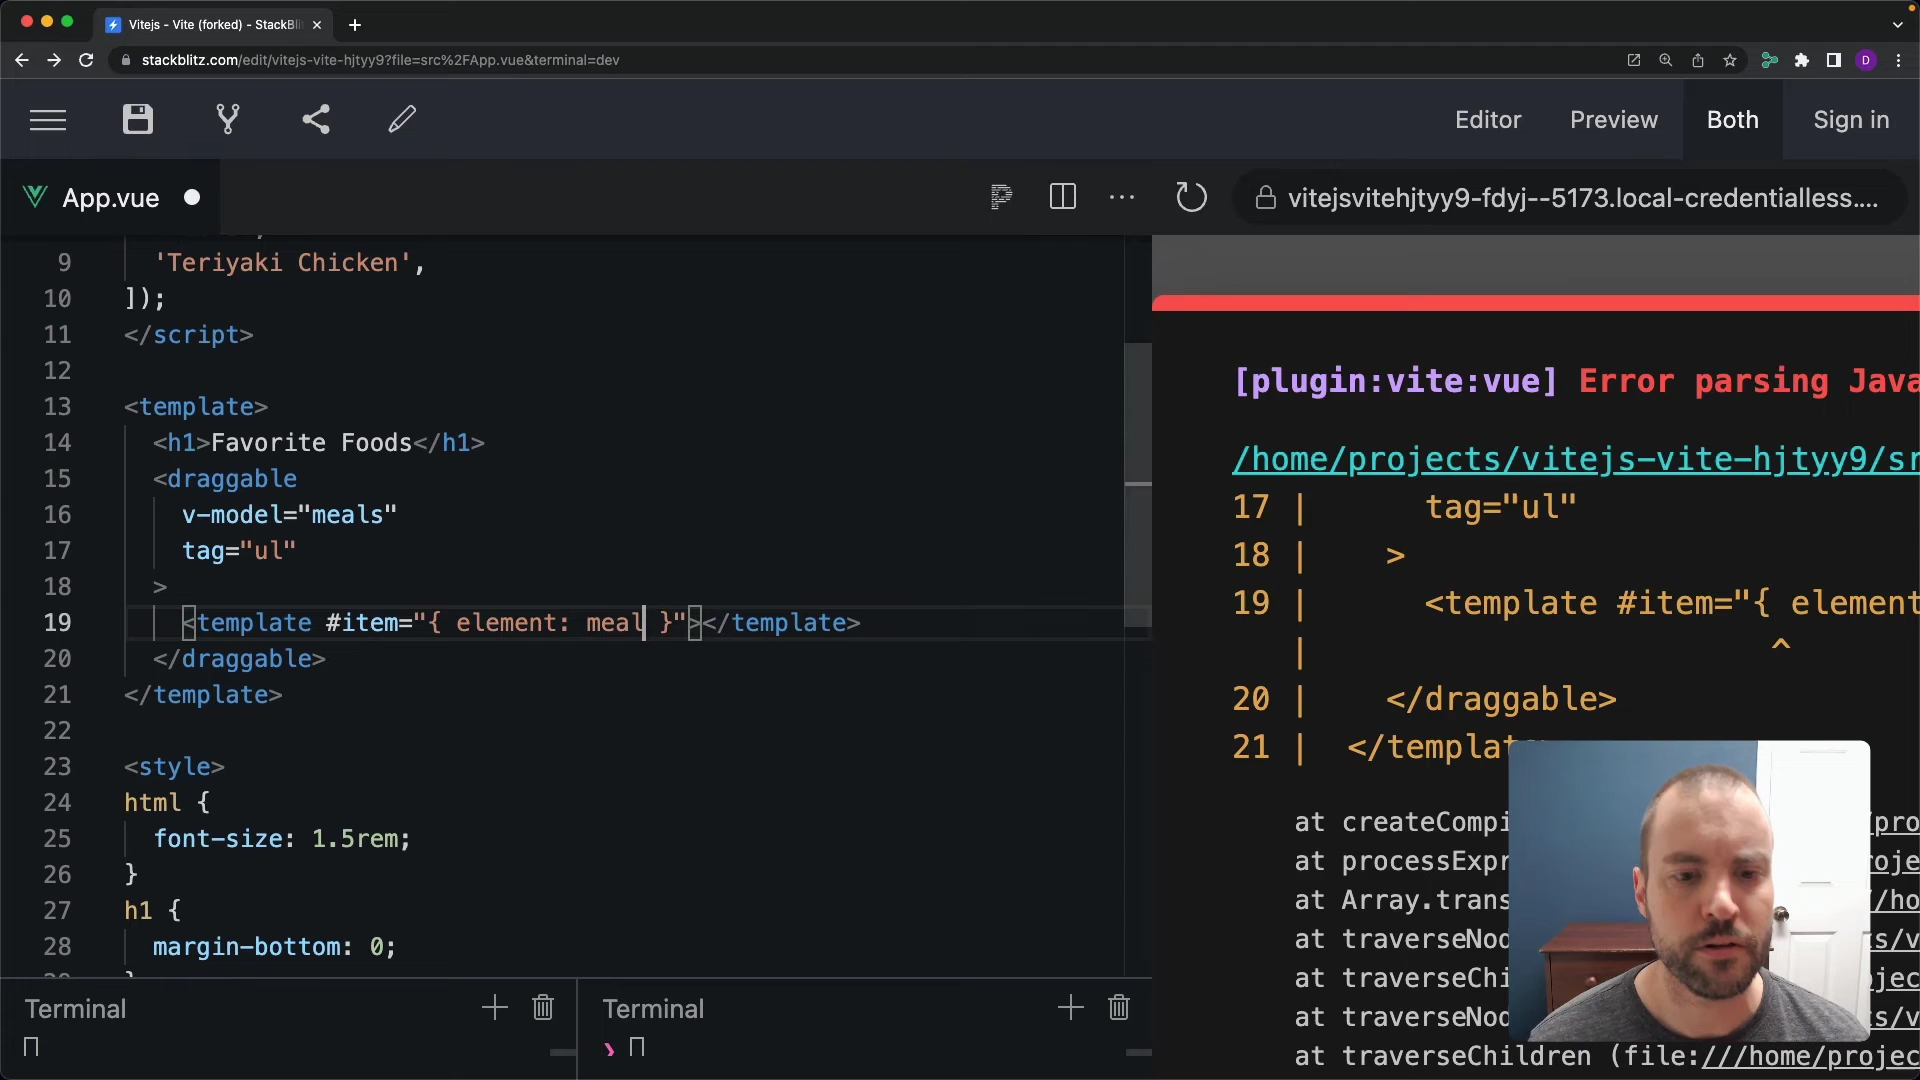 Vitejs - Vite (forked) - StackBli
stackblitz.com/edit/vitejs-vite-hjtyy9?file=src%2FApp.vue&terminal=dev
D
Editor
Preview
Both
Sign in
App.vue
vitejsvitehjtyy9-fdyj--5173.local-credentialless....
9 'Teriyaki Chicken',
10 ]);
11 </script>
12
13 <template>
14 <h1>Favorite Foods</h1>
15 <draggable
16 v-model="meals"
17 tag="ul"
18 >
19 <template #item="{ element: meal }"></template>
20 </draggable>
21 </template>
22
23 <style>
24 html {
25 font-size: 1.5rem;
26 }
27 h1 {
28 margin-bottom: 0;
[plugin:vite:vue] Error parsing Java
/home/projects/vitejs-vite-hjtyy9/sr
17 | tag="ul"
18 | >
19 | <template #item="{ element
| ^
20 | </draggable>
21 | </templat
at createCompi
/pro
at processExpr
oje
at Array.trans
/ho
at traverseNod
s/v
at traverseChi
jec
at traverseNod
s/v
at traverseChildren (file:///home/projec
Terminal
Terminal